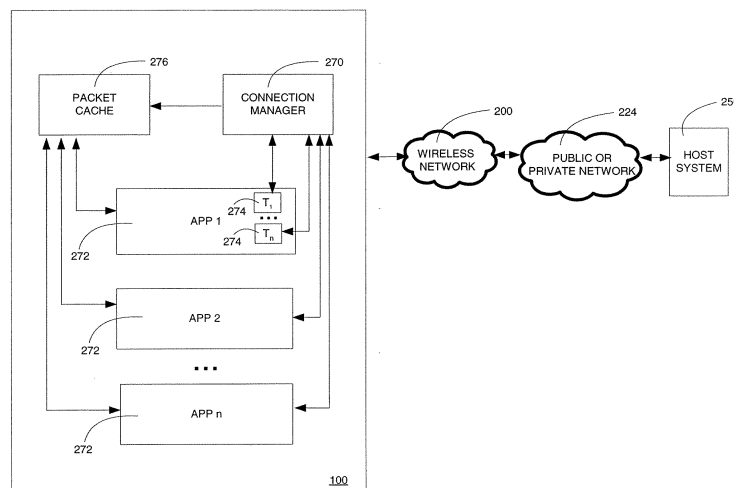 276
270
PACKET
CACHE
CONNECTION
MANAGER
200
224
25
WIRELESS
NETWORK
PUBLIC OR
PRIVATE NETWORK
HOST
SYSTEM
274
T1
...
APP 1
272
274
Tn
APP 2
272
...
APP n
272
100